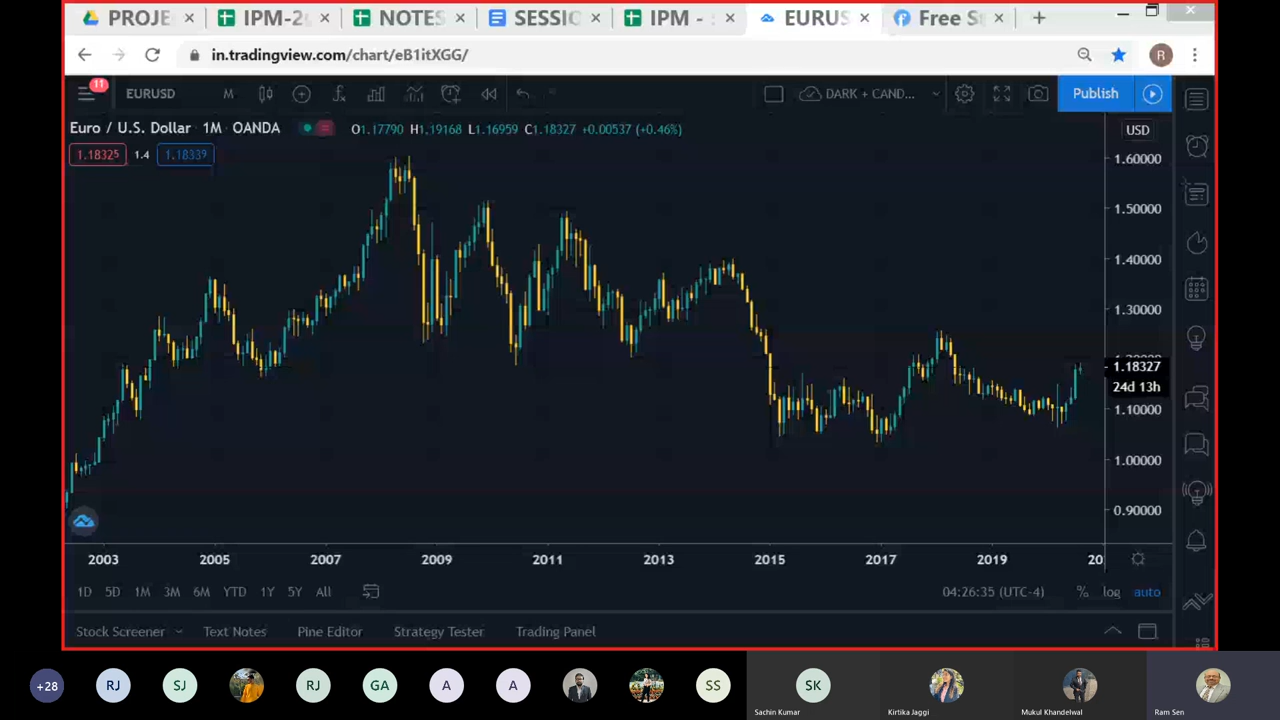 PROJE IPM-2 NOTES SESSIO IPM - EURUS Free S
in.tradingview.com/chart/eB1itXGG/ R
11 EURUSD M DARK + CAND... Publish
Euro / U.S. Dollar 1M OANDA O1.17790 H1.19168 L1.16959 C1.18327 +0.00537 (+0.46%) USD
1.18325 1.4 1.18339
1.60000
1.50000
1.40000
1.30000
1.18327
24d 13h
1.10000
1.00000
0.90000
2003 2005 2007 2009 2011 2013 2015 2017 2019 20
1D 5D 1M 3M 6M YTD 1Y 5Y All 04:26:35 (UTC-4) % log auto
Stock Screener Text Notes Pine Editor Strategy Tester Trading Panel
+28 RJ SJ RJ GA A A SS SK
Sachin Kumar Kirtika Jaggi Mukul Khandelwal Ram Sen